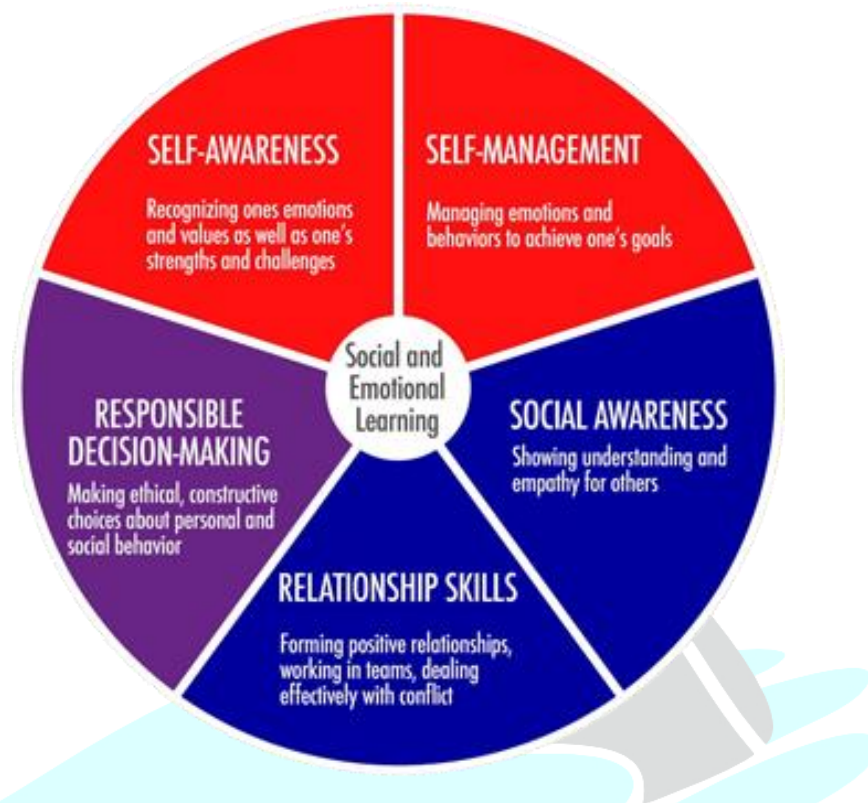 SELF-AWARENESS
Recognizing ones emotions
and values as well as one's
strengths and challenges
SELF-MANAGEMENT
Managing emotions and
behaviors to achieve one's goals
Social and
Emotional
Learning
RESPONSIBLE
DECISION-MAKING
Making ethical, constructive
choices about personal and
social behavior
SOCIAL AWARENESS
Showing understanding and
empathy for others
RELATIONSHIP SKILLS
Forming positive relationships,
working in teams, dealing
effectively with conflict